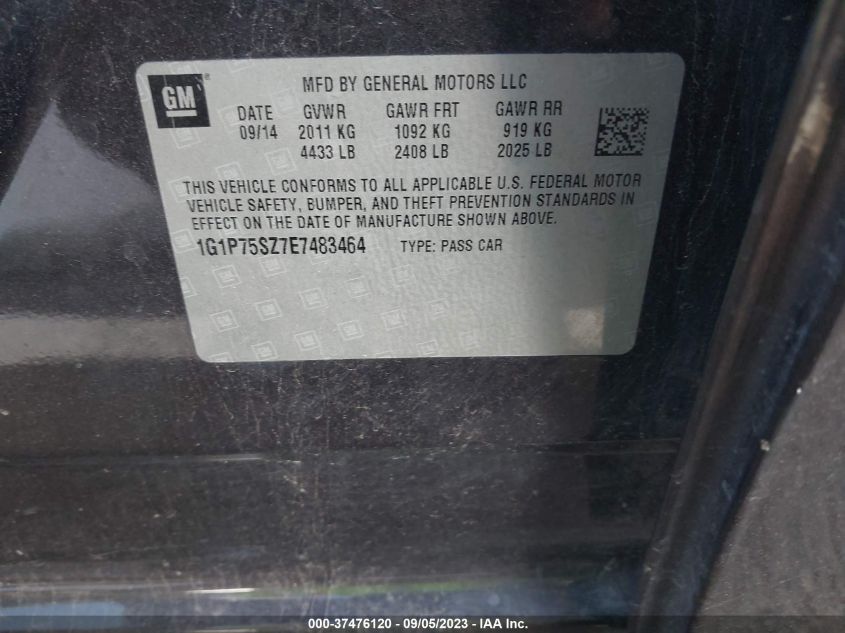 GM
MFD BY GENERAL MOTORS LLC
DATE GVWR GAWR FRT GAWR RR
09/14 2011 KG 1092 KG 919 KG
4433 LB 2408 LB 2025 LB
THIS VEHICLE CONFORMS TO ALL APPLICABLE U.S. FEDERAL MOTOR
VEHICLE SAFETY, BUMPER, AND THEFT PREVENTION STANDARDS IN
EFFECT ON THE DATE OF MANUFACTURE SHOWN ABOVE.
1G1P75SZ7E7483464 TYPE: PASS CAR
000-37476120 - 09/05/2023 - IAA Inc.